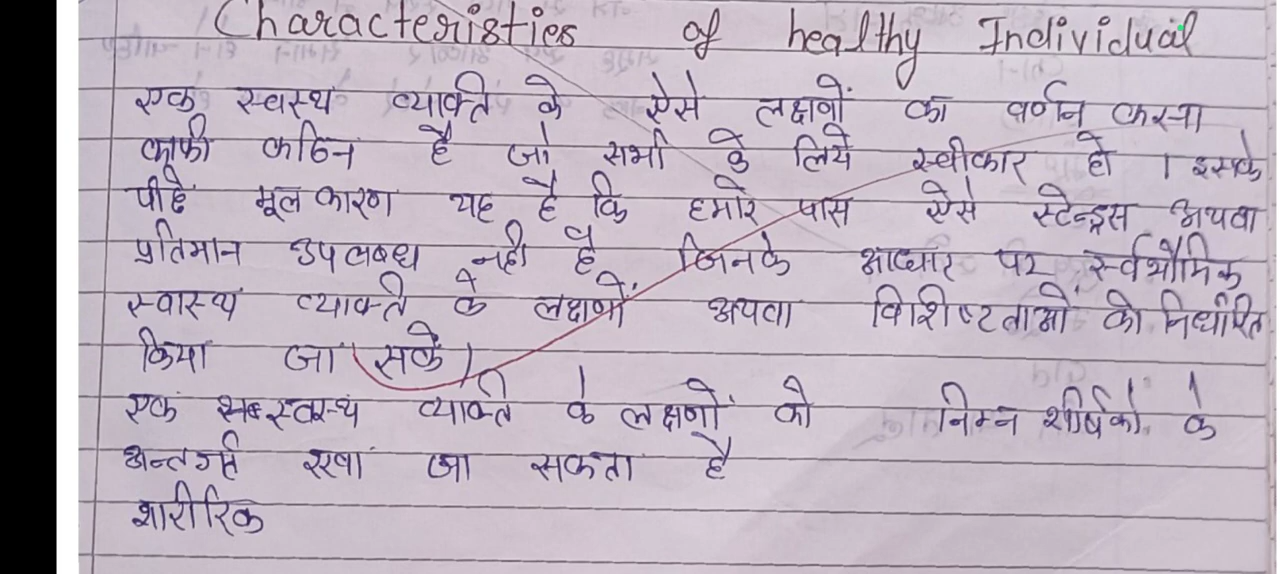 Characteristics of healthy Individual
एक स्वस्थ व्यक्ति के ऐसे लक्षणों का वर्णन करना
काफी कठिन है जो सभी के लिये स्वीकार हो । इसके
पीछे मूल कारण यह है कि हमारे पास ऐसे स्टेन्ड्रस अथवा
प्रतिमान उपलबध नही है जिनके आधार पर र्स्वभौमिक
स्वास्थ व्यक्ति के लक्षणों अथवा विशिष्टताओं को निर्धारित
किया जा सके ।
एक स्वस्थ व्यक्ति के लक्षणों को निम्न शीर्षकों के
अन्तर्गत रखा जा सकता है
शारीरिक